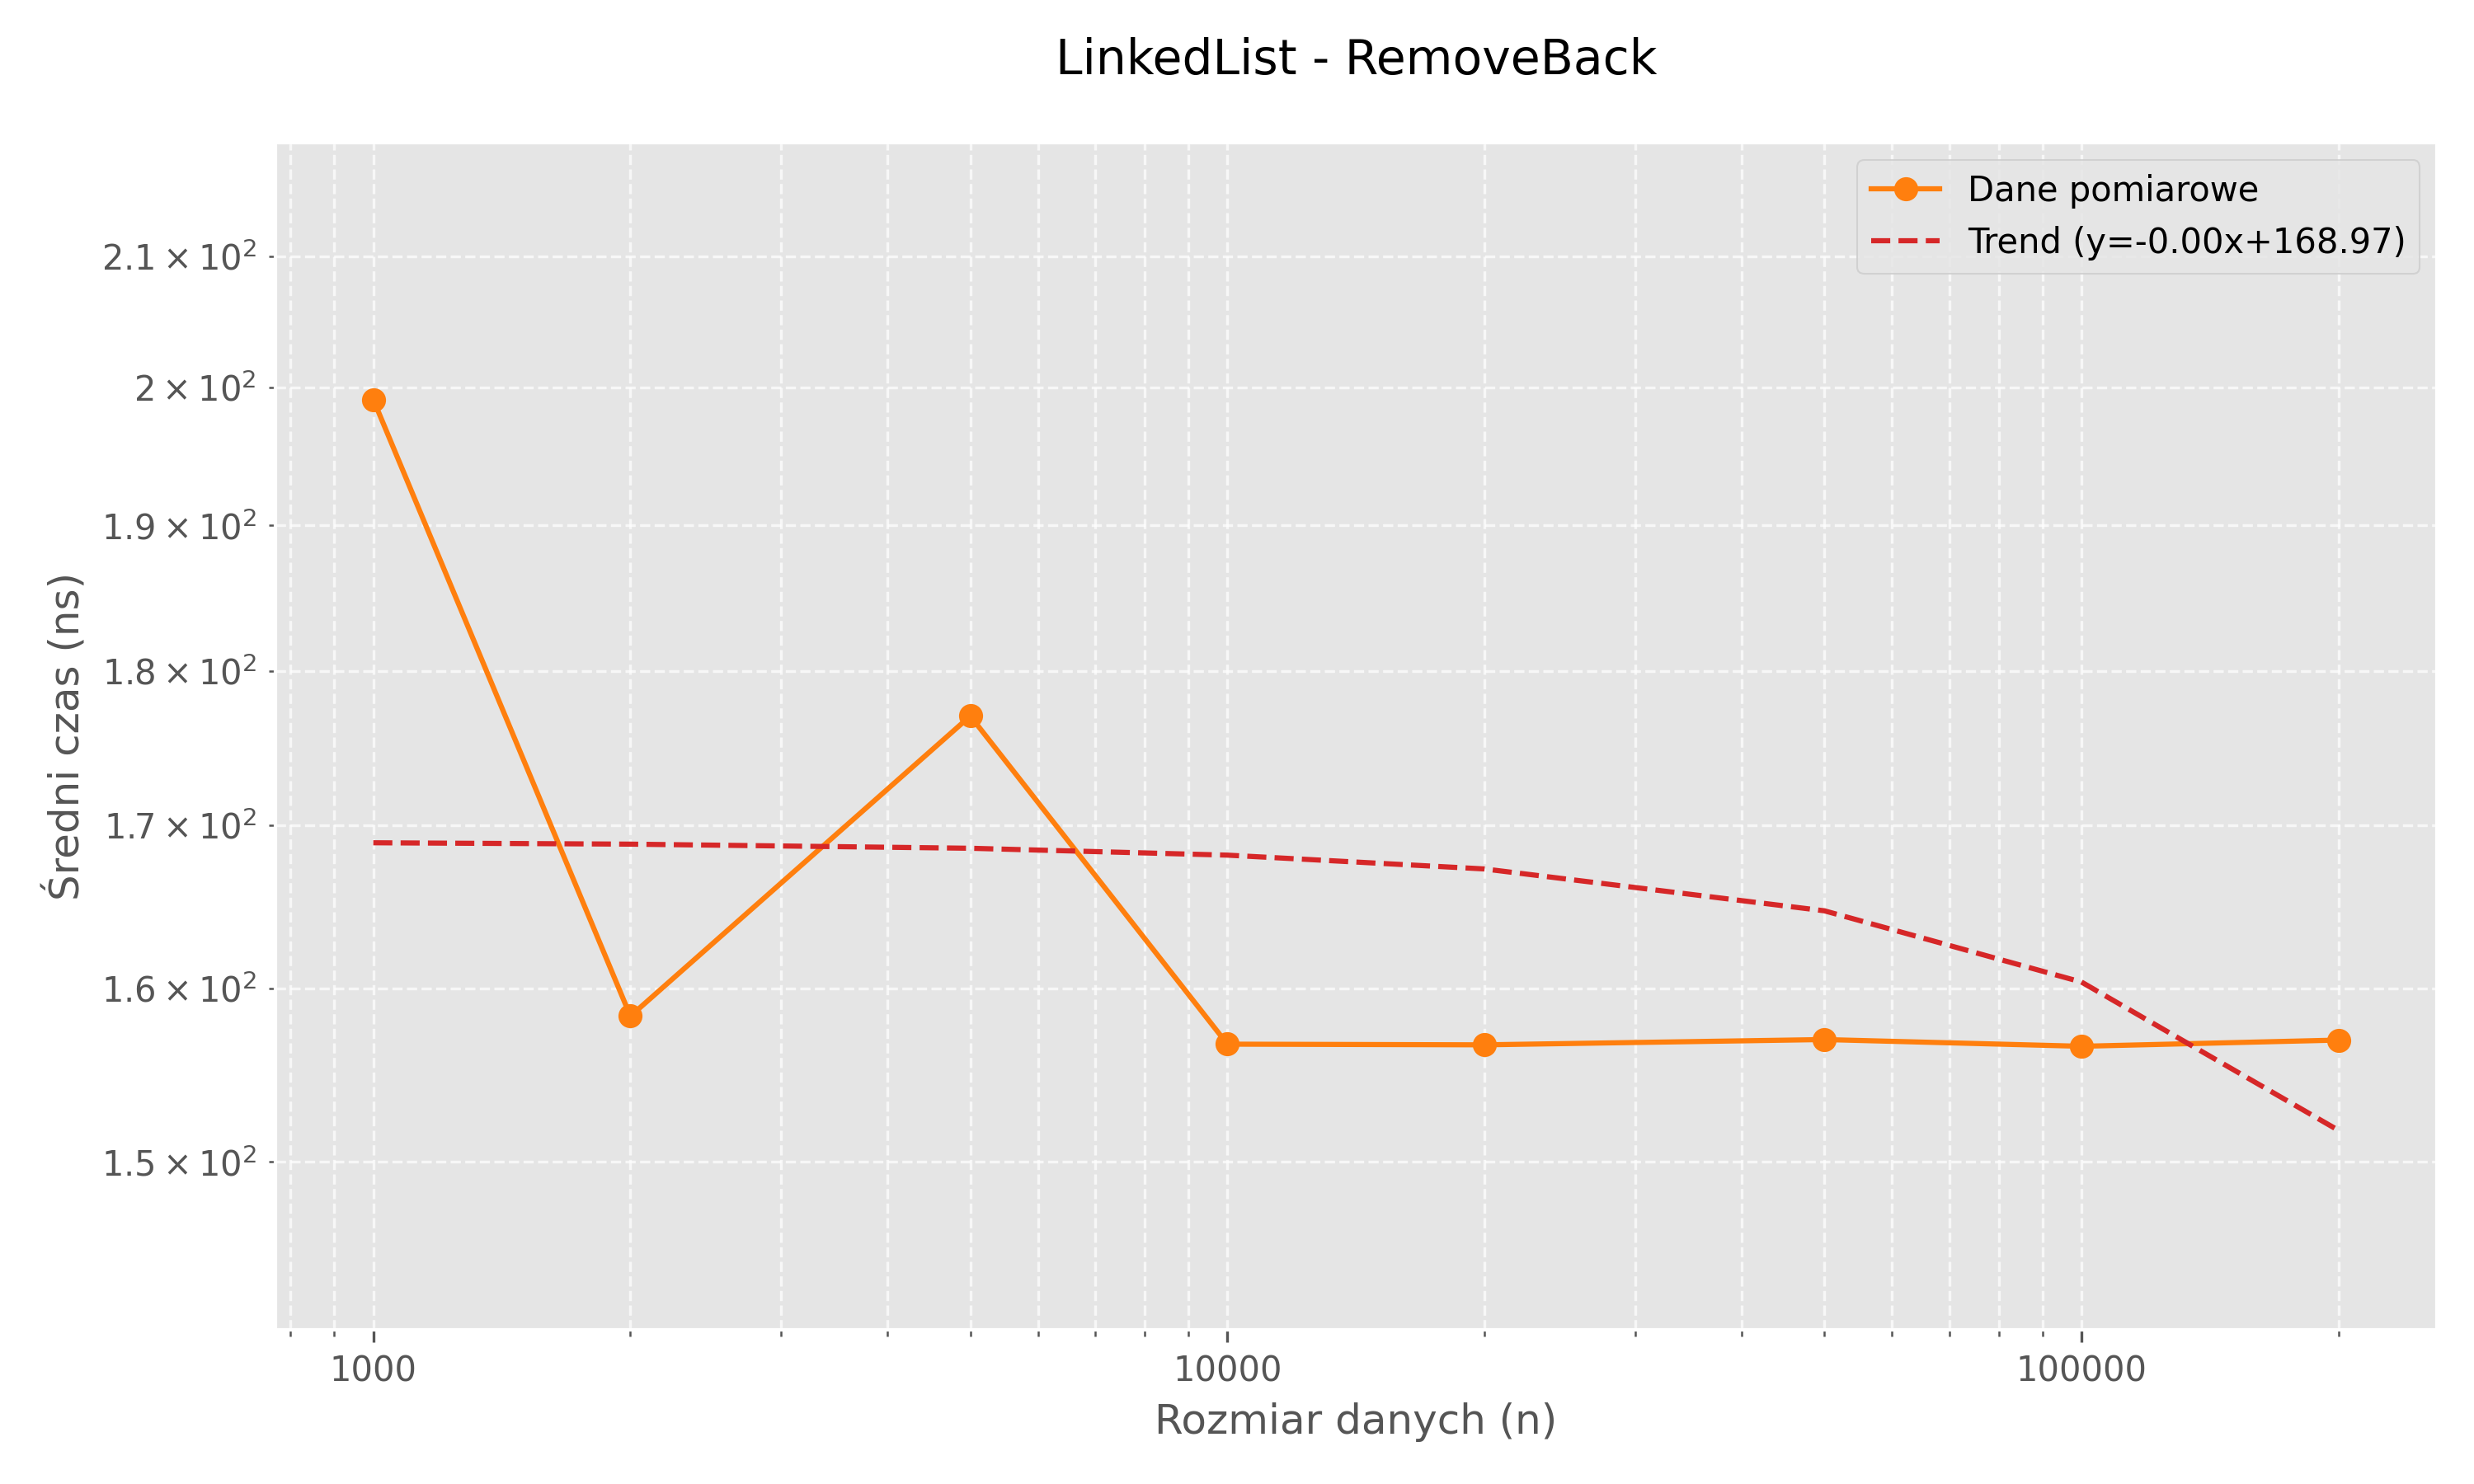 LinkedList - RemoveBack
Dane pomiarowe
Trend (y=-0.00x+168.97)
Średni czas (ns)
2.1 × 10²
2 × 10²
1.9 × 10²
1.8 × 10²
1.7 × 10²
1.6 × 10²
1.5 × 10²
1000 10000 100000
Rozmiar danych (n)